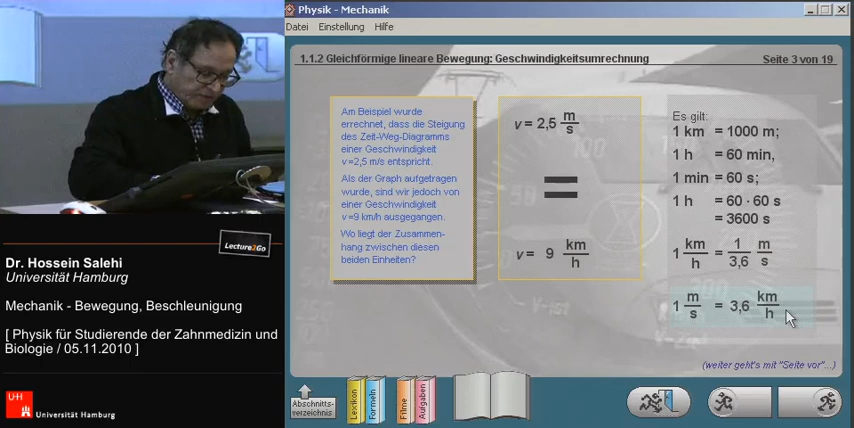 Physik - Mechanik
Datei Einstellung Hilfe
1.1.2 Gleichförmige lineare Bewegung: Geschwindigkeitsumrechnung
Seite 3 von 19
Am Beispiel wurde
errechnet, dass die Steigung
des Zeit-Weg-Diagramms
einer Geschwindigkeit
v=2,5 m/s entspricht.
Als der Graph aufgetragen
wurde, sind wir jedoch von
einer Geschwindigkeit
v=9 km/h ausgegangen.
Wo liegt der Zusammen-
hang zwischen diesen
beiden Einheiten?
v = 2,5 m/s
=
v = 9 km/h
Es gilt:
1 km = 1000 m;
1 h = 60 min,
1 min = 60 s;
1 h = 60 · 60 s
= 3600 s
1 km/h = 1/3,6 m/s
1 m/s = 3,6 km/h
(weiter geht's mit "Seite vor"...)
Abschnitts-
verzeichnis
Lexikon
Formeln
Filme
Aufgaben
Lecture2Go
Dr. Hossein Salehi
Universität Hamburg
Mechanik - Bewegung, Beschleunigung
[ Physik für Studierende der Zahnmedizin und
Biologie / 05.11.2010 ]
UH
Universität Hamburg